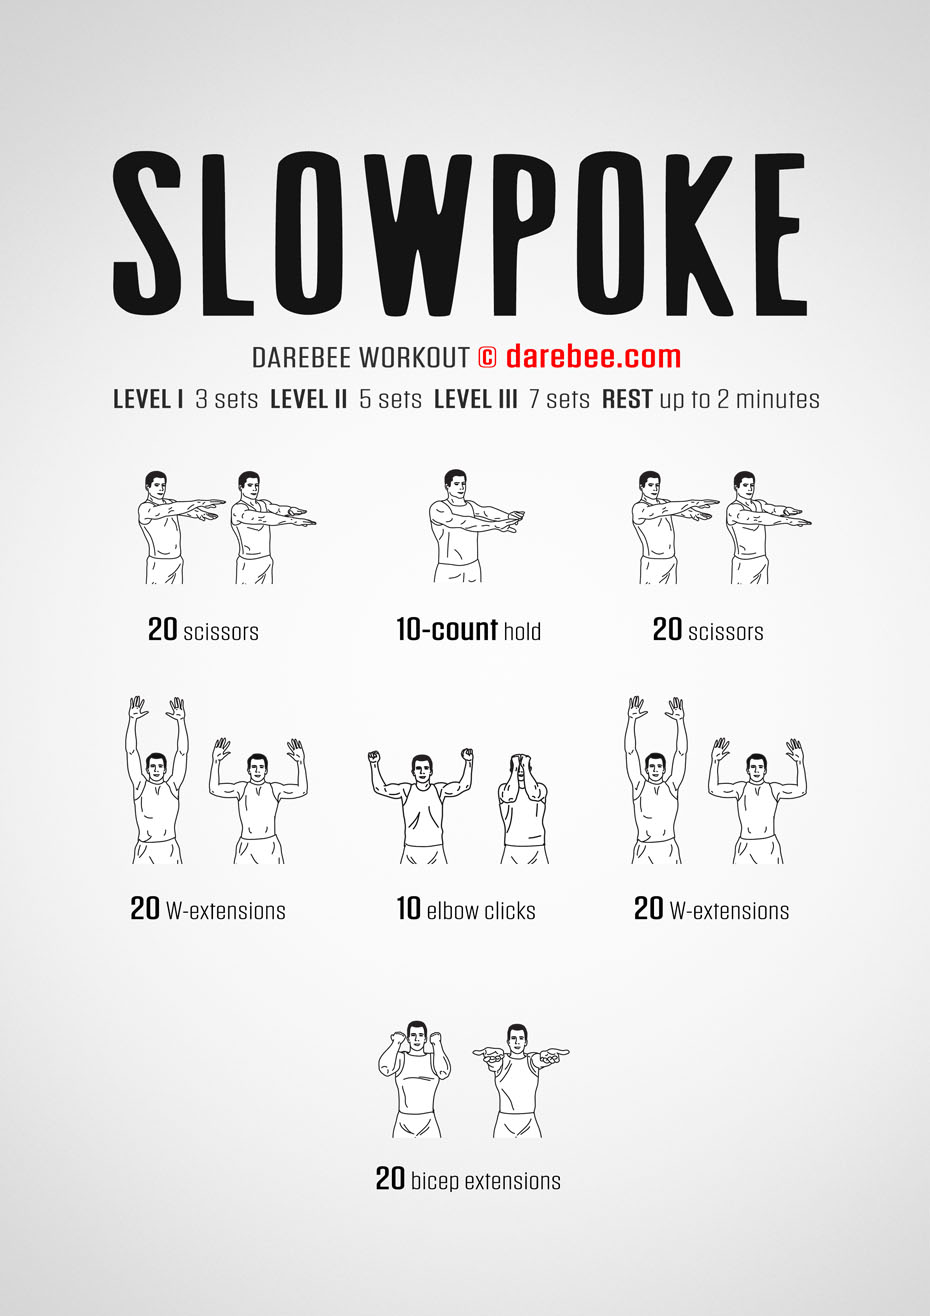 SLOWPOKE
DAREBEE WORKOUT © darebee.com
LEVEL I 3 sets LEVEL II 5 sets LEVEL III 7 sets REST up to 2 minutes
20 scissors
10-count hold
20 scissors
20 W-extensions
10 elbow clicks
20 W-extensions
20 bicep extensions